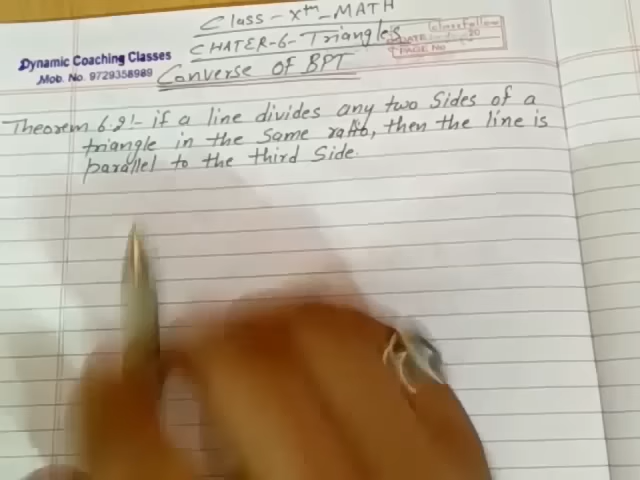 Class-Xth-MATH
CHATER-6-Triangles
Dynamic Coaching Classes
Mob. No. 9729358989
Converse OF BPT
PAGE No
Theorem 6.2!- if a line divides any two Sides of a
triangle in the Same ratio, then the line is
parallel to the third Side.